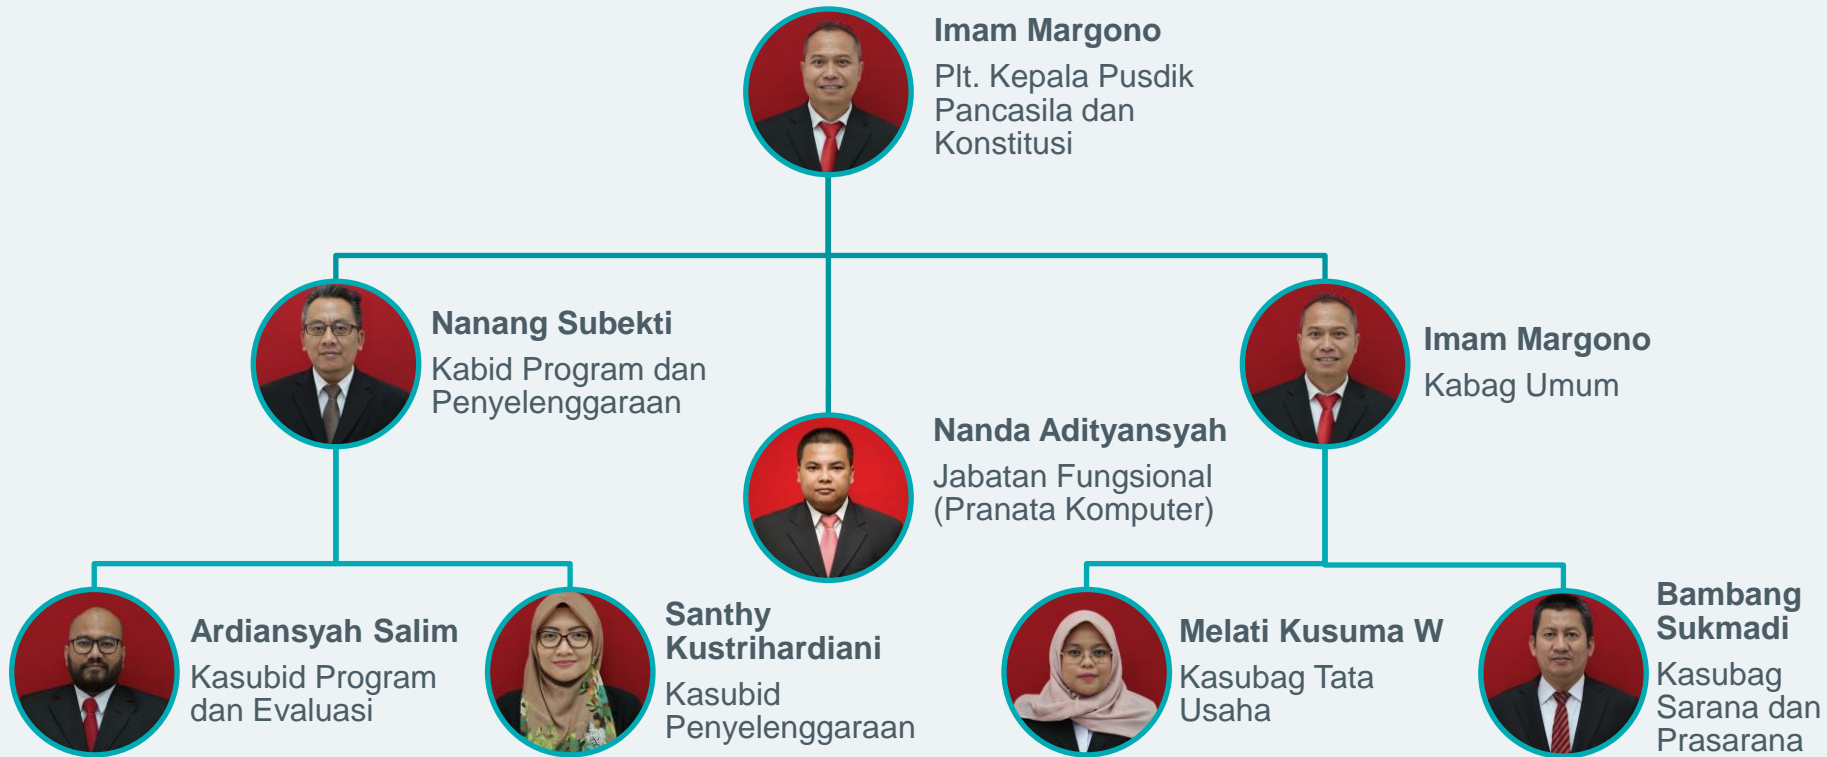 Imam Margono
Plt. Kepala Pusdik
Pancasila dan
Konstitusi
Nanang Subekti
Kabid Program dan
Penyelenggaraan
Imam Margono
Kabag Umum
Nanda Adityansyah
Jabatan Fungsional
(Pranata Komputer)
Ardiansyah Salim
Kasubid Program
dan Evaluasi
Santhy
Kustrihardiani
Kasubid
Penyelenggaraan
Melati Kusuma W
Kasubag Tata
Usaha
Bambang
Sukmadi
Kasubag
Sarana dan
Prasarana